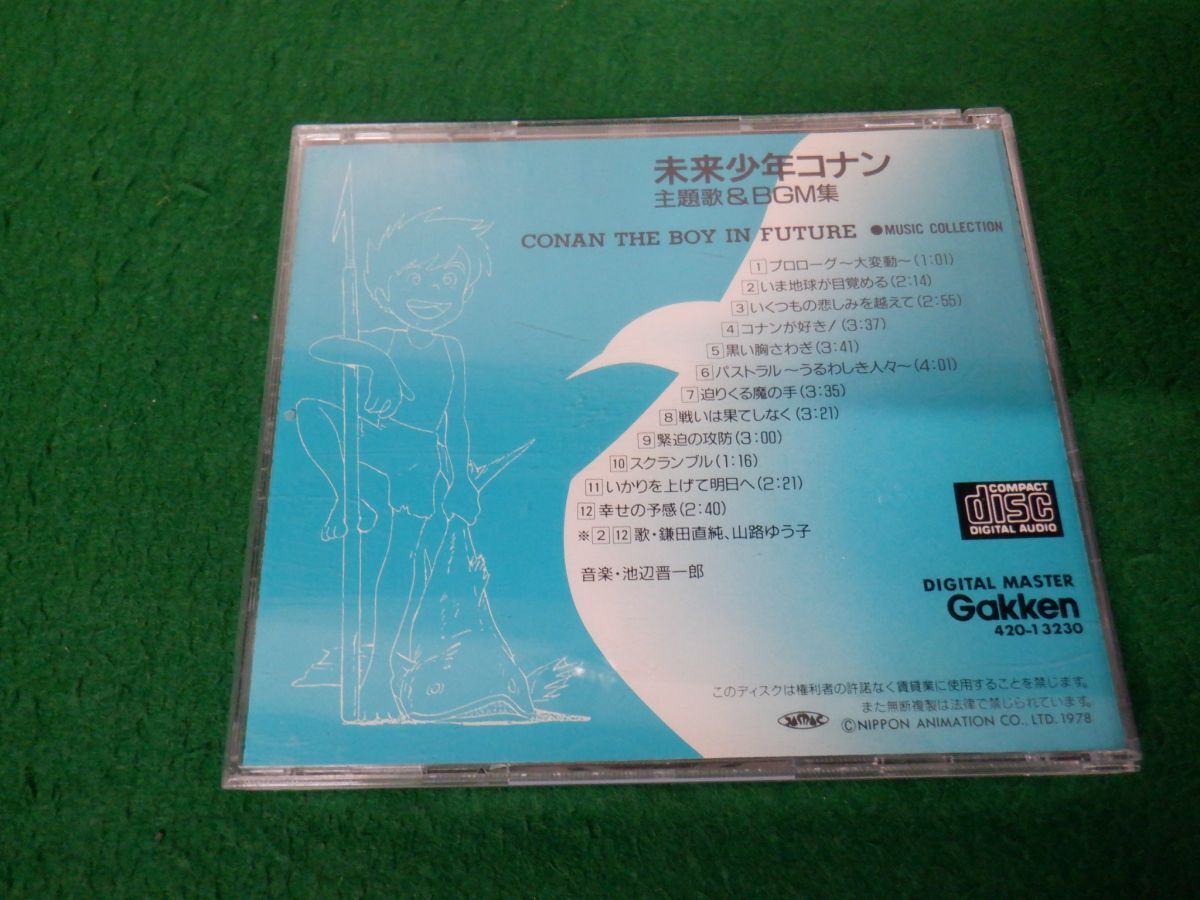 未来少年コナン
主題歌&BGM集
CONAN THE BOY IN FUTURE ●MUSIC COLLECTION
1 プロローグ〜大変動〜(1:01)
2 いま地球が目覚める(2:14)
3 いくつもの悲しみを越えて(2:55)
4 コナンが好き!(3:37)
5 黒い胸さわぎ(3:41)
6 パストラル〜うるわしき人々〜(4:01)
7 迫りくる魔の手(3:35)
8 戦いは果てしなく(3:21)
9 緊迫の攻防(3:00)
10 スクランブル(1:16)
11 いかりを上げて明日へ(2:21)
12 幸せの予感(2:40)
※2 12 歌・鎌田直純、山路ゆう子
音楽・池辺晋一郎
COMPACT
disc
DIGITAL AUDIO
DIGITAL MASTER
Gakken
420-13230
このディスクは権利者の許諾なく賃貸業に使用することを禁じます。
また無断複製は法律で禁じられています。
JASRAC
©NIPPON ANIMATION CO., LTD. 1978